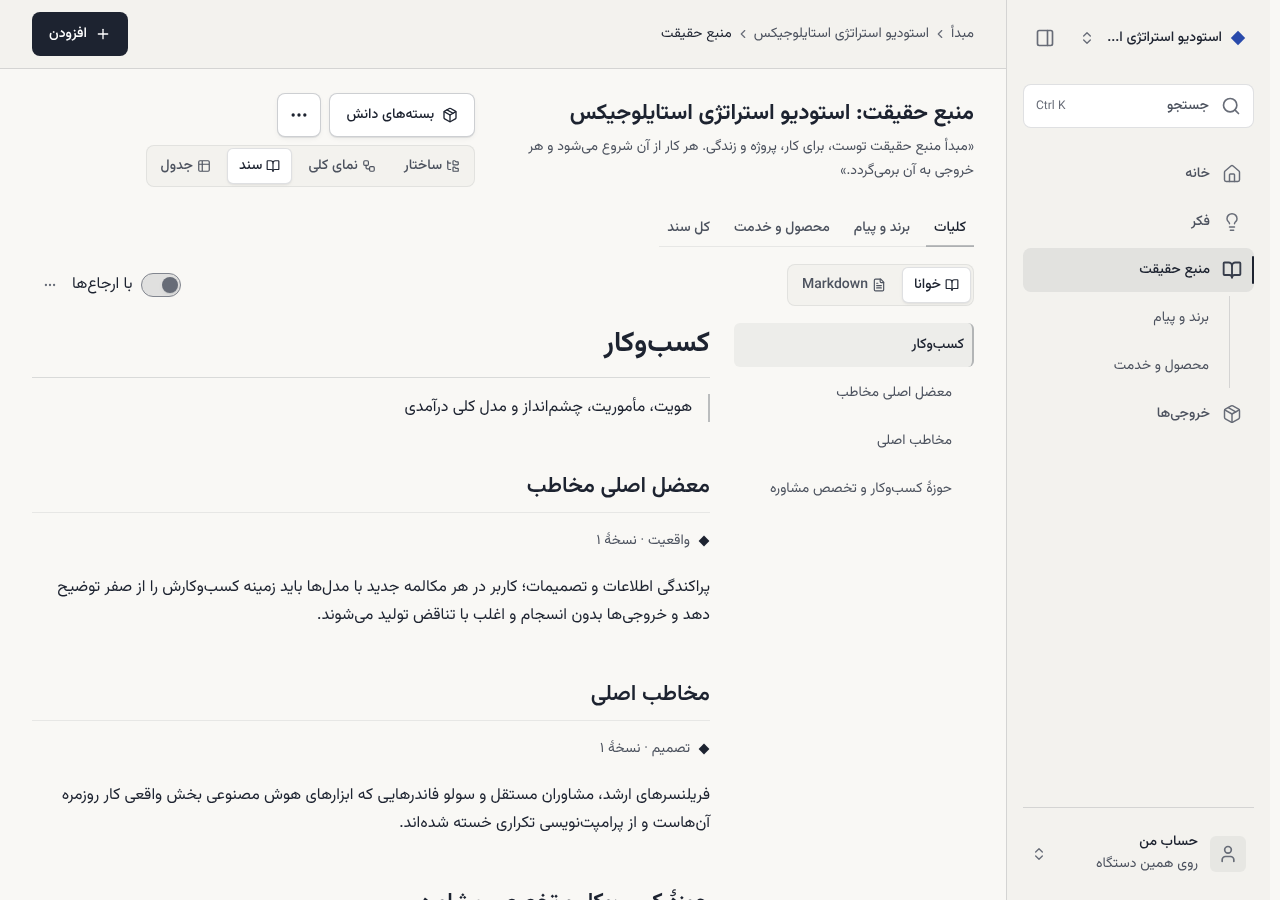 استودیو استراتژی ا...
جستجو
Ctrl K
خانه
فکر
منبع حقیقت
برند و پیام
محصول و خدمت
خروجی‌ها
حساب من
روی همین دستگاه
مبدأ › استودیو استراتژی استایلوجیکس › منبع حقیقت
افزودن
منبع حقیقت: استودیو استراتژی استایلوجیکس
«مبدأ منبع حقیقت توست، برای کار، پروژه و زندگی. هر کار از آن شروع می‌شود و هر
خروجی به آن برمی‌گردد.»
بسته‌های دانش
ساختار
نمای کلی
سند
جدول
کلیات
برند و پیام
محصول و خدمت
کل سند
خوانا
Markdown
با ارجاع‌ها
کسب‌وکار
معضل اصلی مخاطب
مخاطب اصلی
حوزهٔ کسب‌وکار و تخصص مشاوره
کسب‌وکار
هویت، مأموریت، چشم‌انداز و مدل کلی درآمدی
معضل اصلی مخاطب
واقعیت · نسخهٔ ۱
پراکندگی اطلاعات و تصمیمات؛ کاربر در هر مکالمه جدید با مدل‌ها باید زمینه کسب‌وکارش را از صفر توضیح
دهد و خروجی‌ها بدون انسجام و اغلب با تناقض تولید می‌شوند.
مخاطب اصلی
تصمیم · نسخهٔ ۱
فریلنسرهای ارشد، مشاوران مستقل و سولو فاندرهایی که ابزارهای هوش مصنوعی بخش واقعی کار روزمره
آن‌هاست و از پرامپت‌نویسی تکراری خسته شده‌اند.
حوزهٔ کسب‌وکار و تخصص مشاوره